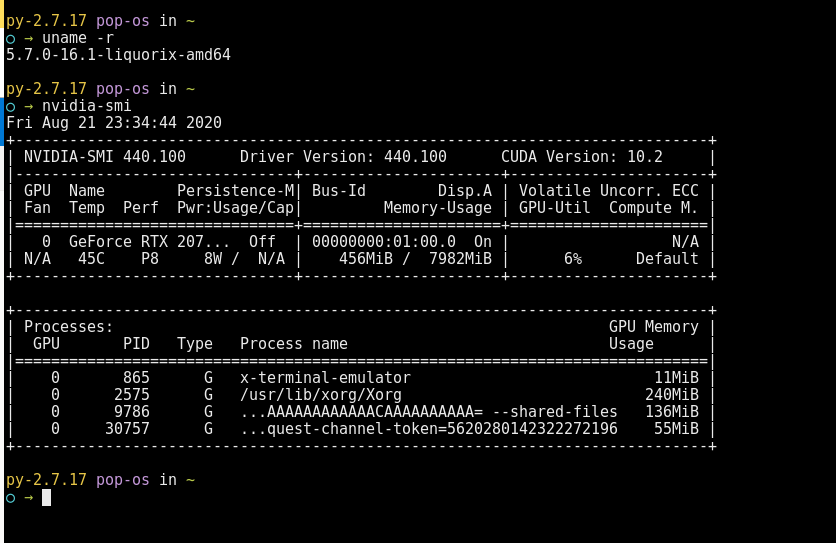 py-2.7.17 pop-os in ~
○ → uname -r
5.7.0-16.1-liquorix-amd64
py-2.7.17 pop-os in ~
○ → nvidia-smi
Fri Aug 21 23:34:44 2020
+-----------------------------------------------------------------------------+
| NVIDIA-SMI 440.100      Driver Version: 440.100      CUDA Version: 10.2     |
|-------------------------------+----------------------+----------------------+
| GPU  Name        Persistence-M| Bus-Id        Disp.A | Volatile Uncorr. ECC |
| Fan  Temp  Perf  Pwr:Usage/Cap|         Memory-Usage | GPU-Util  Compute M. |
|===============================+======================+======================|
|   0  GeForce RTX 207...  Off  | 00000000:01:00.0  On |                  N/A |
| N/A   45C    P8     8W /  N/A |    456MiB /  7982MiB |      6%      Default |
+-------------------------------+----------------------+----------------------+
+-----------------------------------------------------------------------------+
| Processes:                                                       GPU Memory |
|  GPU       PID   Type   Process name                             Usage      |
|=============================================================================|
|    0       865      G   x-terminal-emulator                           11MiB |
|    0      2575      G   /usr/lib/xorg/Xorg                           240MiB |
|    0      9786      G   ...AAAAAAAAAAAACAAAAAAAAAA= --shared-files   136MiB |
|    0     30757      G   ...quest-channel-token=5620280142322272196    55MiB |
+-----------------------------------------------------------------------------+
py-2.7.17 pop-os in ~
○ →